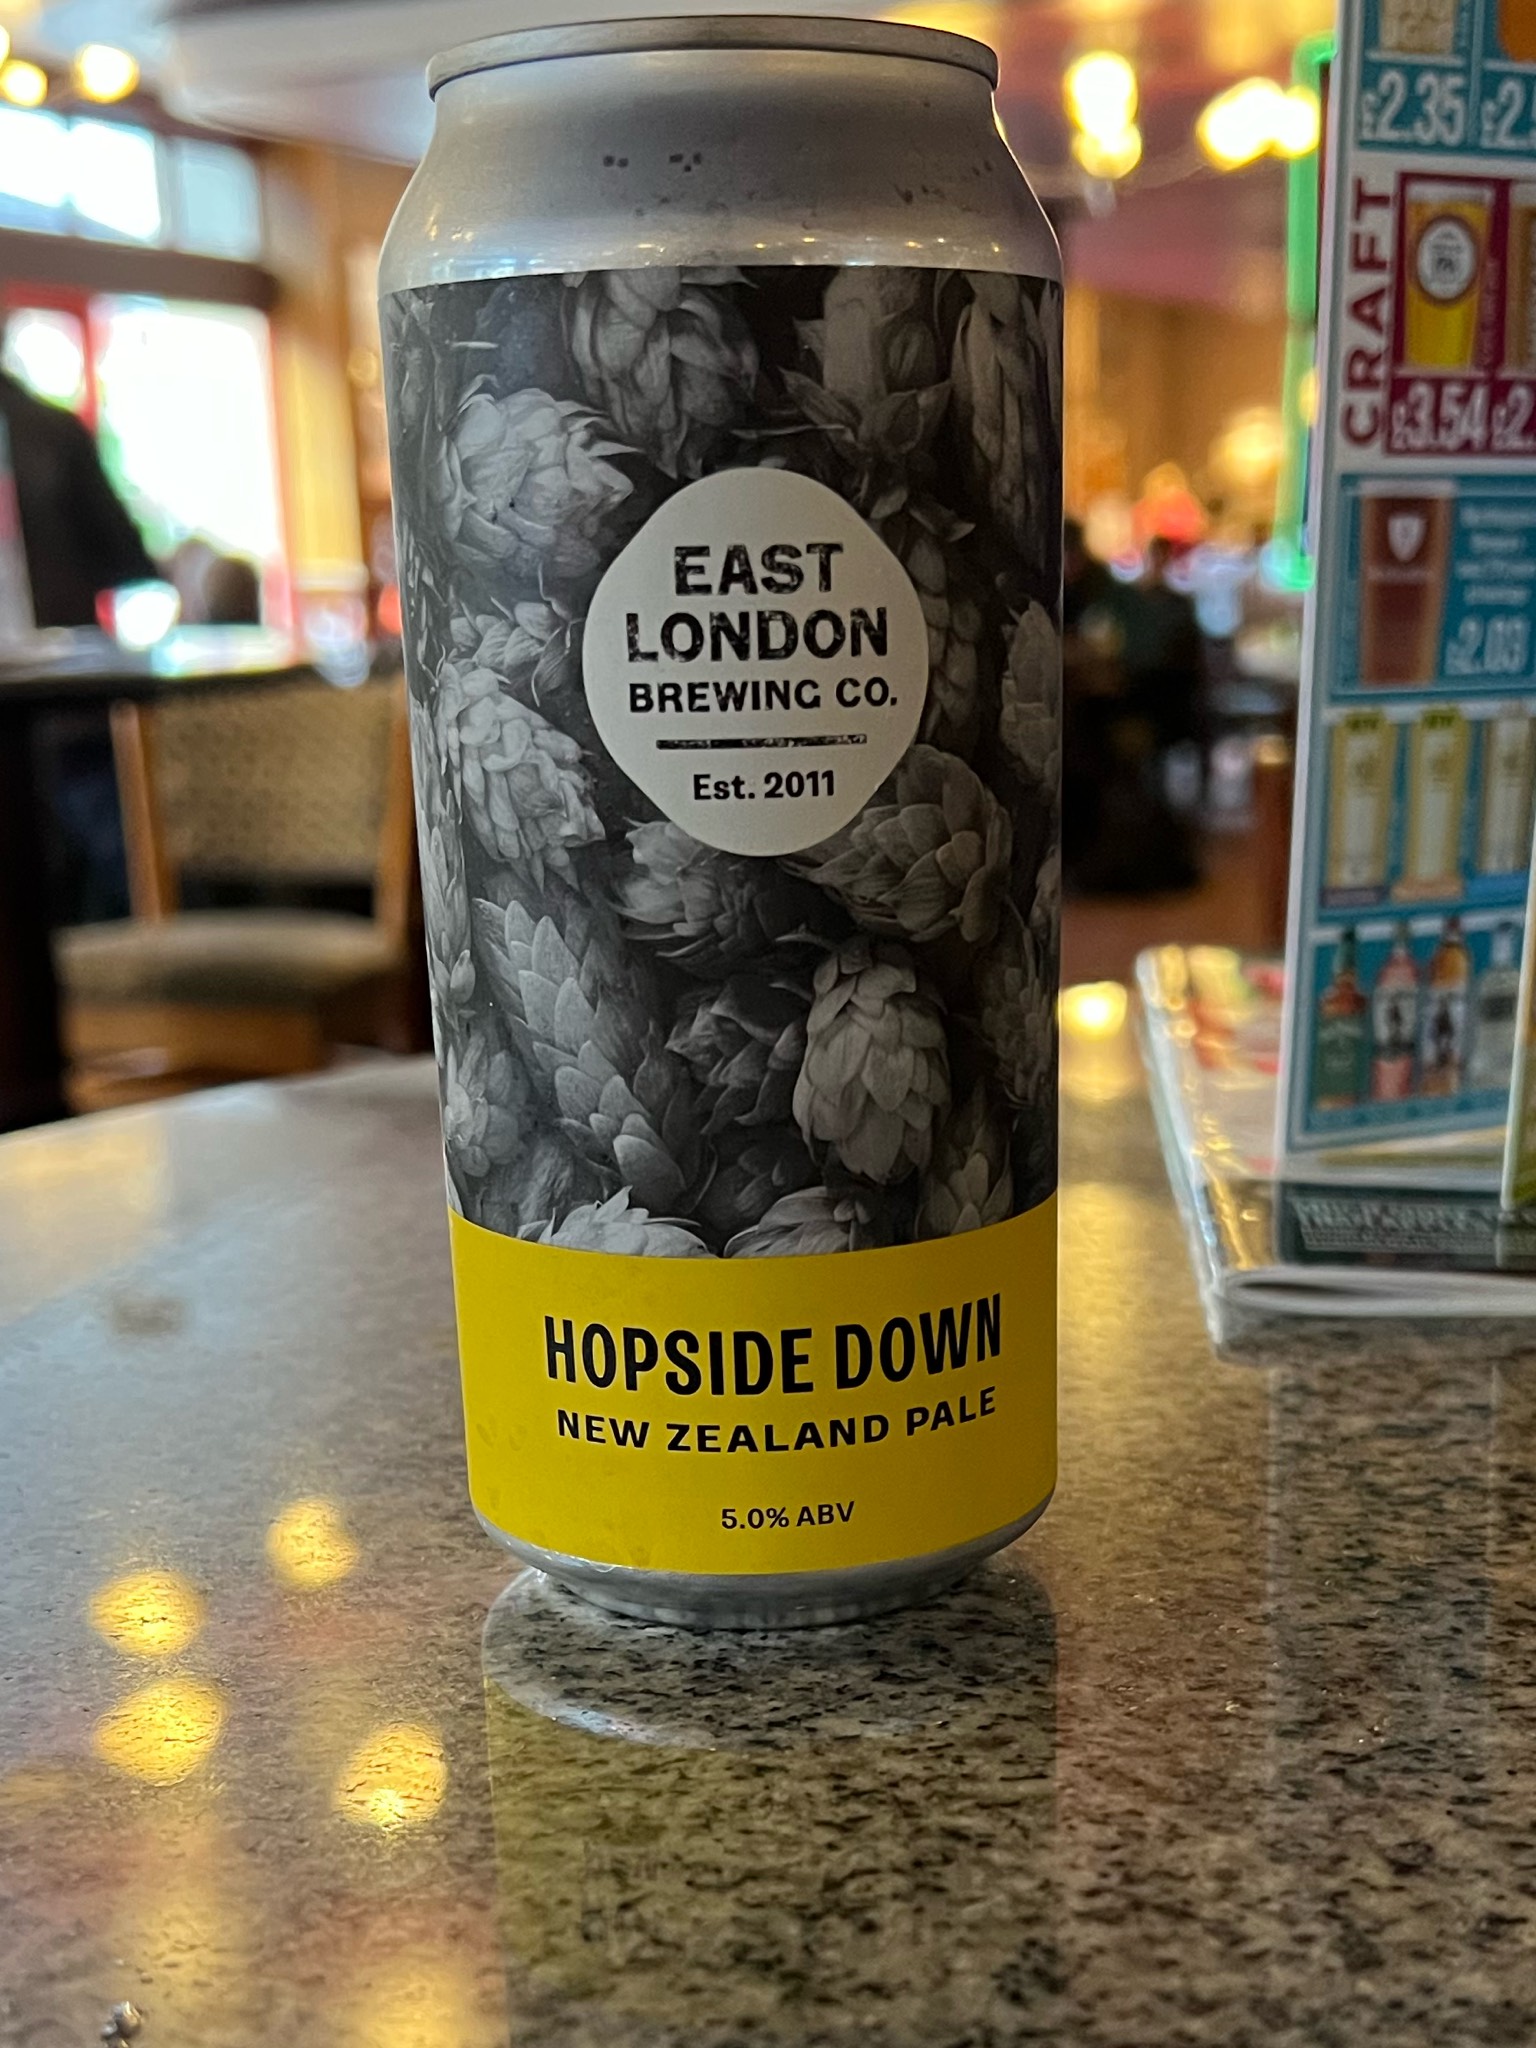 EAST
LONDON
BREWING CO.
Est. 2011
HOPSIDE DOWN
NEW ZEALAND PALE
5.0% ABV
£2.35
CRAFT
£3.54
£2.03